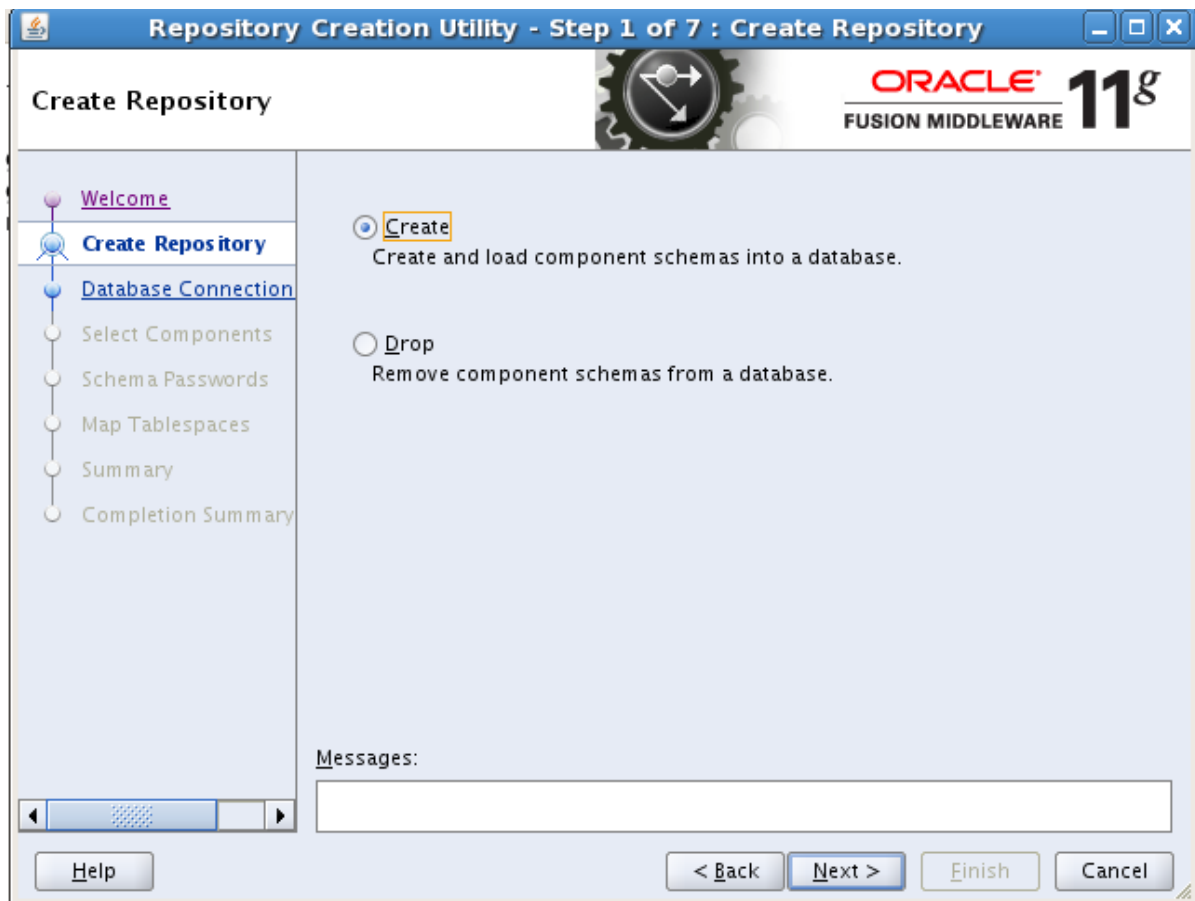 Repository Creation Utility - Step 1 of 7 : Create Repository
Create Repository
ORACLE
FUSION MIDDLEWARE
11g
Welcome
Create Repository
Database Connection
Select Components
Schema Passwords
Map Tablespaces
Summary
Completion Summary
Create
Create and load component schemas into a database.
Drop
Remove component schemas from a database.
Messages:
Help
< Back
Next >
Finish
Cancel